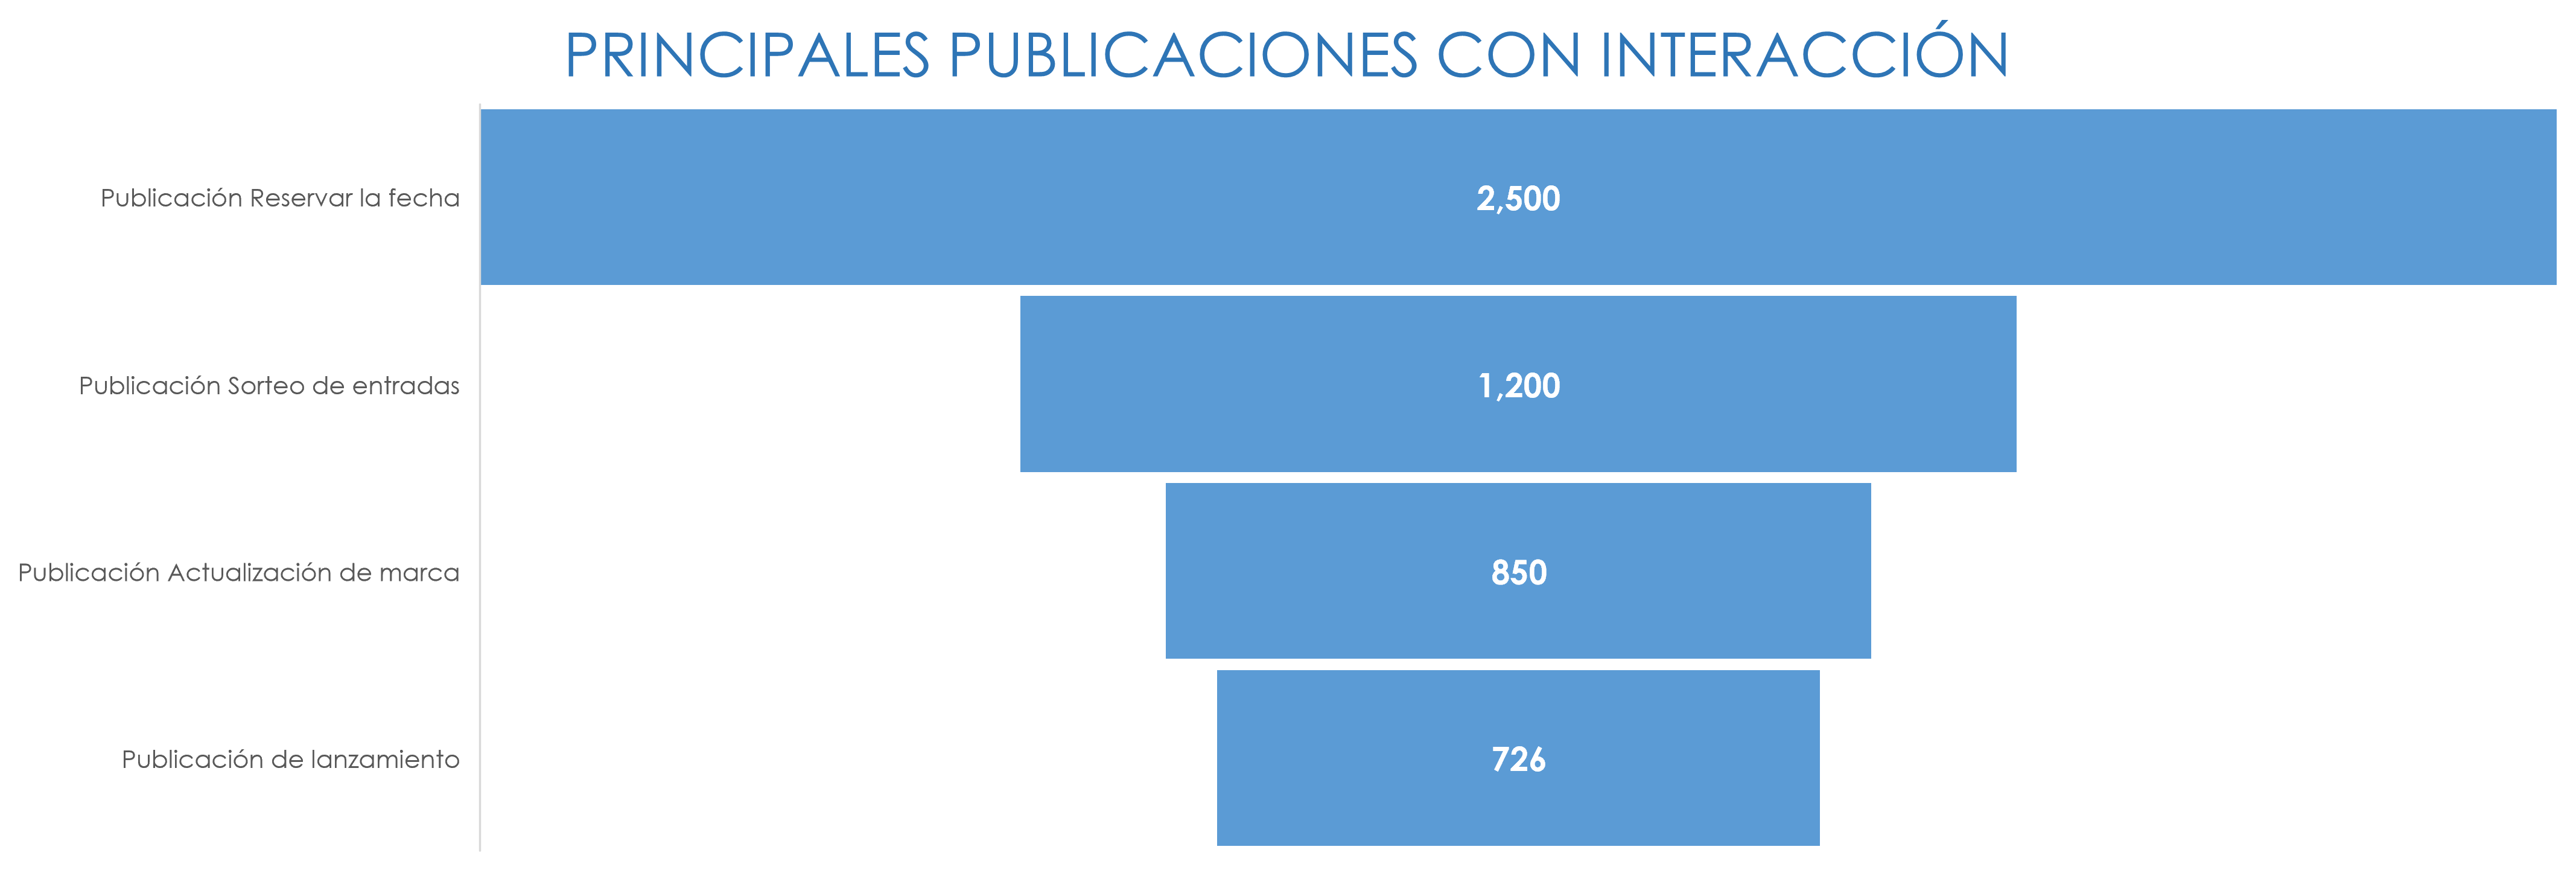 PRINCIPALES PUBLICACIONES CON INTERACCIÓN
Publicación Reservar la fecha
2,500
Publicación Sorteo de entradas
1,200
Publicación Actualización de marca
850
Publicación de lanzamiento
726